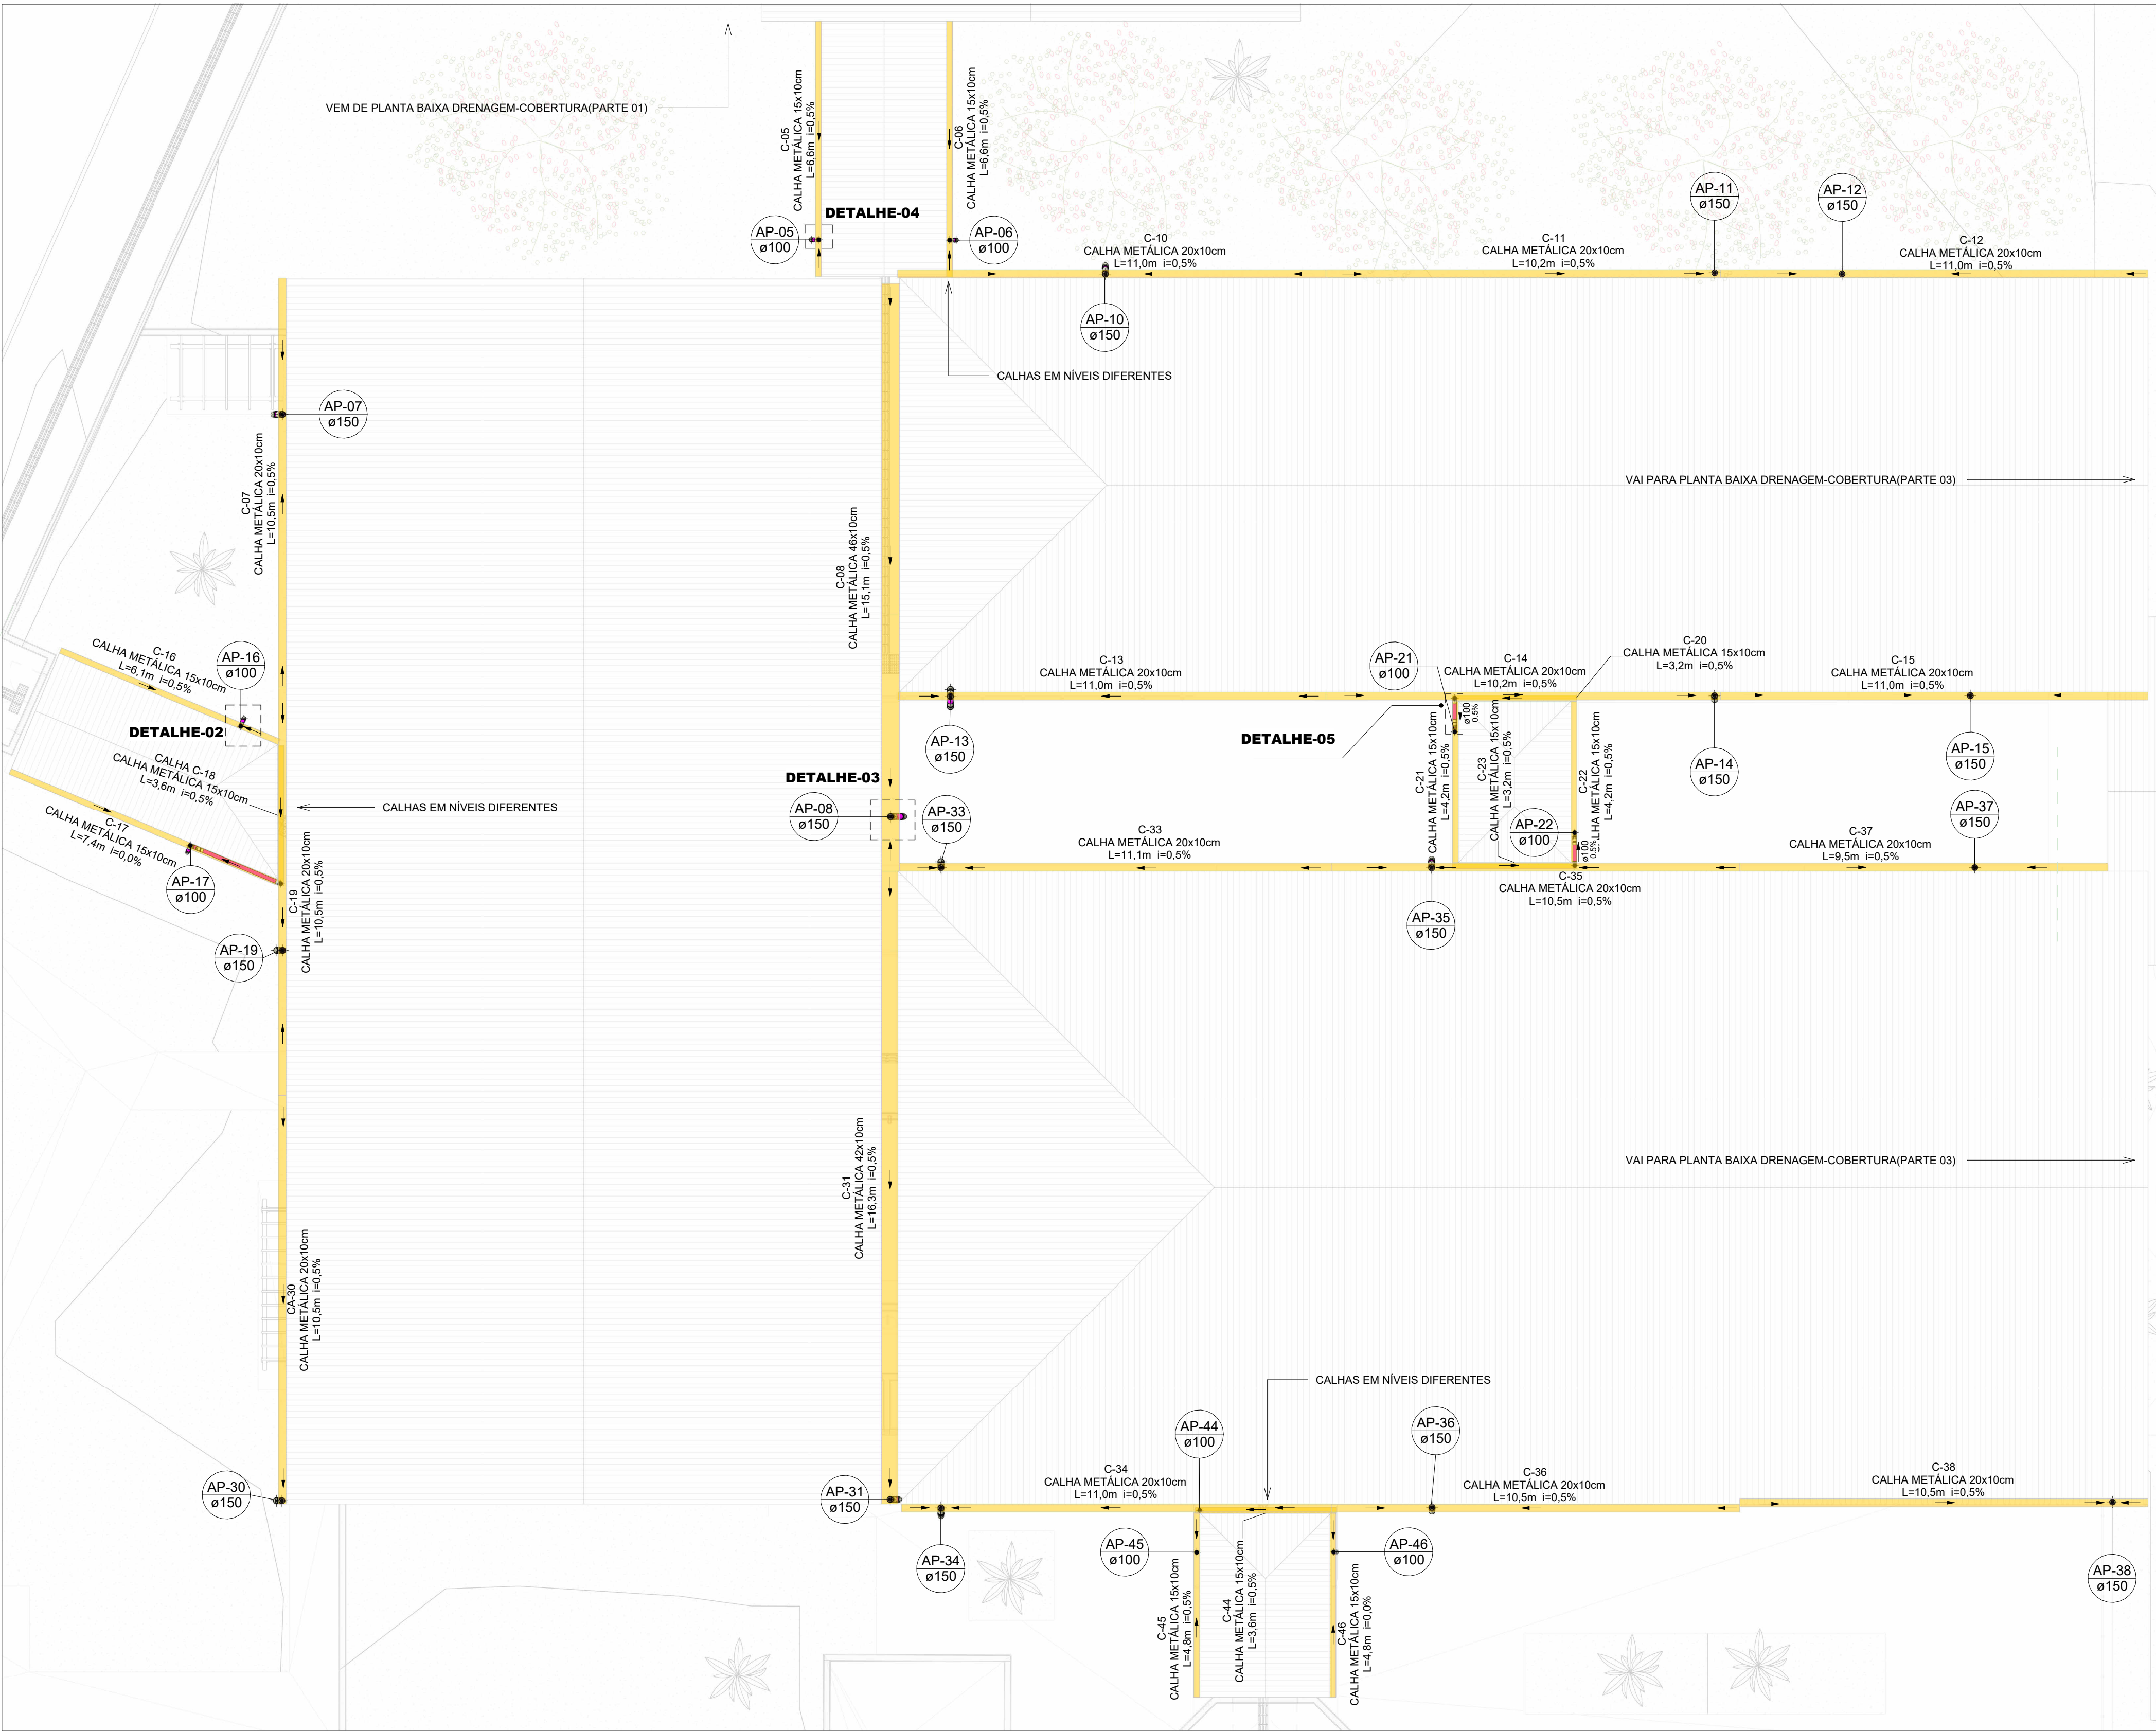 VEM DE PLANTA BAIXA DRENAGEM-COBERTURA(PARTE 01)
C-05
CALHA METÁLICA 15x10cm
L=6,6m i=0,5%
C-06
CALHA METÁLICA 15x10cm
L=6,6m i=0,5%
DETALHE-04
AP-05
ø100
AP-06
ø100
C-10
CALHA METÁLICA 20x10cm
L=11,0m i=0,5%
C-11
CALHA METÁLICA 20x10cm
L=10,2m i=0,5%
AP-11
ø150
AP-12
ø150
C-12
CALHA METÁLICA 20x10cm
L=11,0m i=0,5%
AP-10
ø150
CALHAS EM NÍVEIS DIFERENTES
AP-07
ø150
C-07
CALHA METÁLICA 20x10cm
L=10,5m i=0,5%
VAI PARA PLANTA BAIXA DRENAGEM-COBERTURA(PARTE 03)
C-08
CALHA METÁLICA 46x10cm
L=15,1m i=0,5%
C-16
CALHA METÁLICA 15x10cm
L=6,1m i=0,5%
AP-16
ø100
DETALHE-02
C-13
CALHA METÁLICA 20x10cm
L=11,0m i=0,5%
AP-21
ø100
C-14
CALHA METÁLICA 20x10cm
L=10,2m i=0,5%
C-20
CALHA METÁLICA 15x10cm
L=3,2m i=0,5%
C-15
CALHA METÁLICA 20x10cm
L=11,0m i=0,5%
AP-13
ø150
DETALHE-05
ø100
0.5%
AP-14
ø150
AP-15
ø150
CALHA C-18
CALHA METÁLICA 15x10cm
L=3,6m i=0,5%
CALHAS EM NÍVEIS DIFERENTES
DETALHE-03
AP-08
ø150
AP-33
ø150
C-21
CALHA METÁLICA 15x10cm
L=4,2m i=0,5%
C-23
CALHA METÁLICA 15x10cm
L=3,2m i=0,5%
C-22
CALHA METÁLICA 15x10cm
L=4,2m i=0,5%
AP-22
ø100
ø100
0.5%
AP-37
ø150
C-17
CALHA METÁLICA 15x10cm
L=7,4m i=0,0%
AP-17
ø100
C-33
CALHA METÁLICA 20x10cm
L=11,1m i=0,5%
C-37
CALHA METÁLICA 20x10cm
L=9,5m i=0,5%
C-35
CALHA METÁLICA 20x10cm
L=10,5m i=0,5%
AP-35
ø150
C-19
CALHA METÁLICA 20x10cm
L=10,5m i=0,5%
AP-19
ø150
C-31
CALHA METÁLICA 42x10cm
L=16,3m i=0,5%
VAI PARA PLANTA BAIXA DRENAGEM-COBERTURA(PARTE 03)
CA-30
CALHA METÁLICA 20x10cm
L=10,5m i=0,5%
CALHAS EM NÍVEIS DIFERENTES
AP-44
ø100
AP-36
ø150
AP-30
ø150
AP-31
ø150
C-34
CALHA METÁLICA 20x10cm
L=11,0m i=0,5%
C-36
CALHA METÁLICA 20x10cm
L=10,5m i=0,5%
C-38
CALHA METÁLICA 20x10cm
L=10,5m i=0,5%
AP-34
ø150
AP-45
ø100
AP-46
ø100
AP-38
ø150
C-45
CALHA METÁLICA 15x10cm
L=4,8m i=0,5%
C-44
CALHA METÁLICA 15x10cm
L=3,6m i=0,5%
C-46
CALHA METÁLICA 15x10cm
L=4,8m i=0,0%